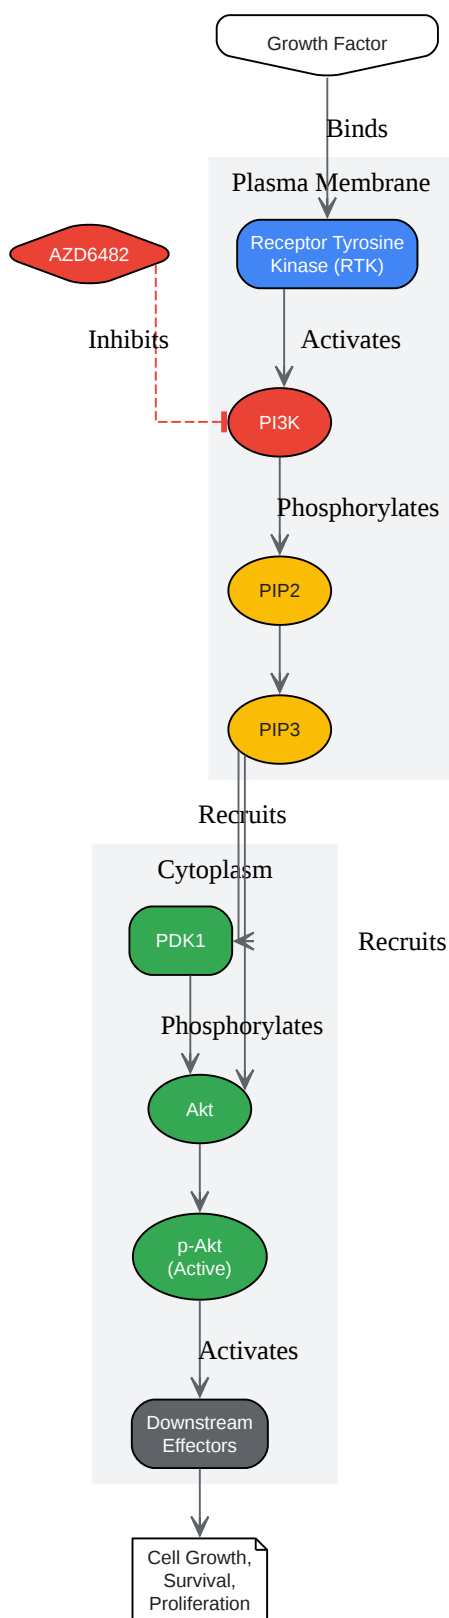 Growth Factor
Binds
Plasma Membrane
Receptor Tyrosine
Kinase (RTK)
AZD6482
Inhibits
Activates
PI3K
Phosphorylates
PIP2
PIP3
Recruits
Cytoplasm
PDK1
Recruits
Phosphorylates
Akt
p-Akt
(Active)
Activates
Downstream
Effectors
Cell Growth,
Survival,
Proliferation